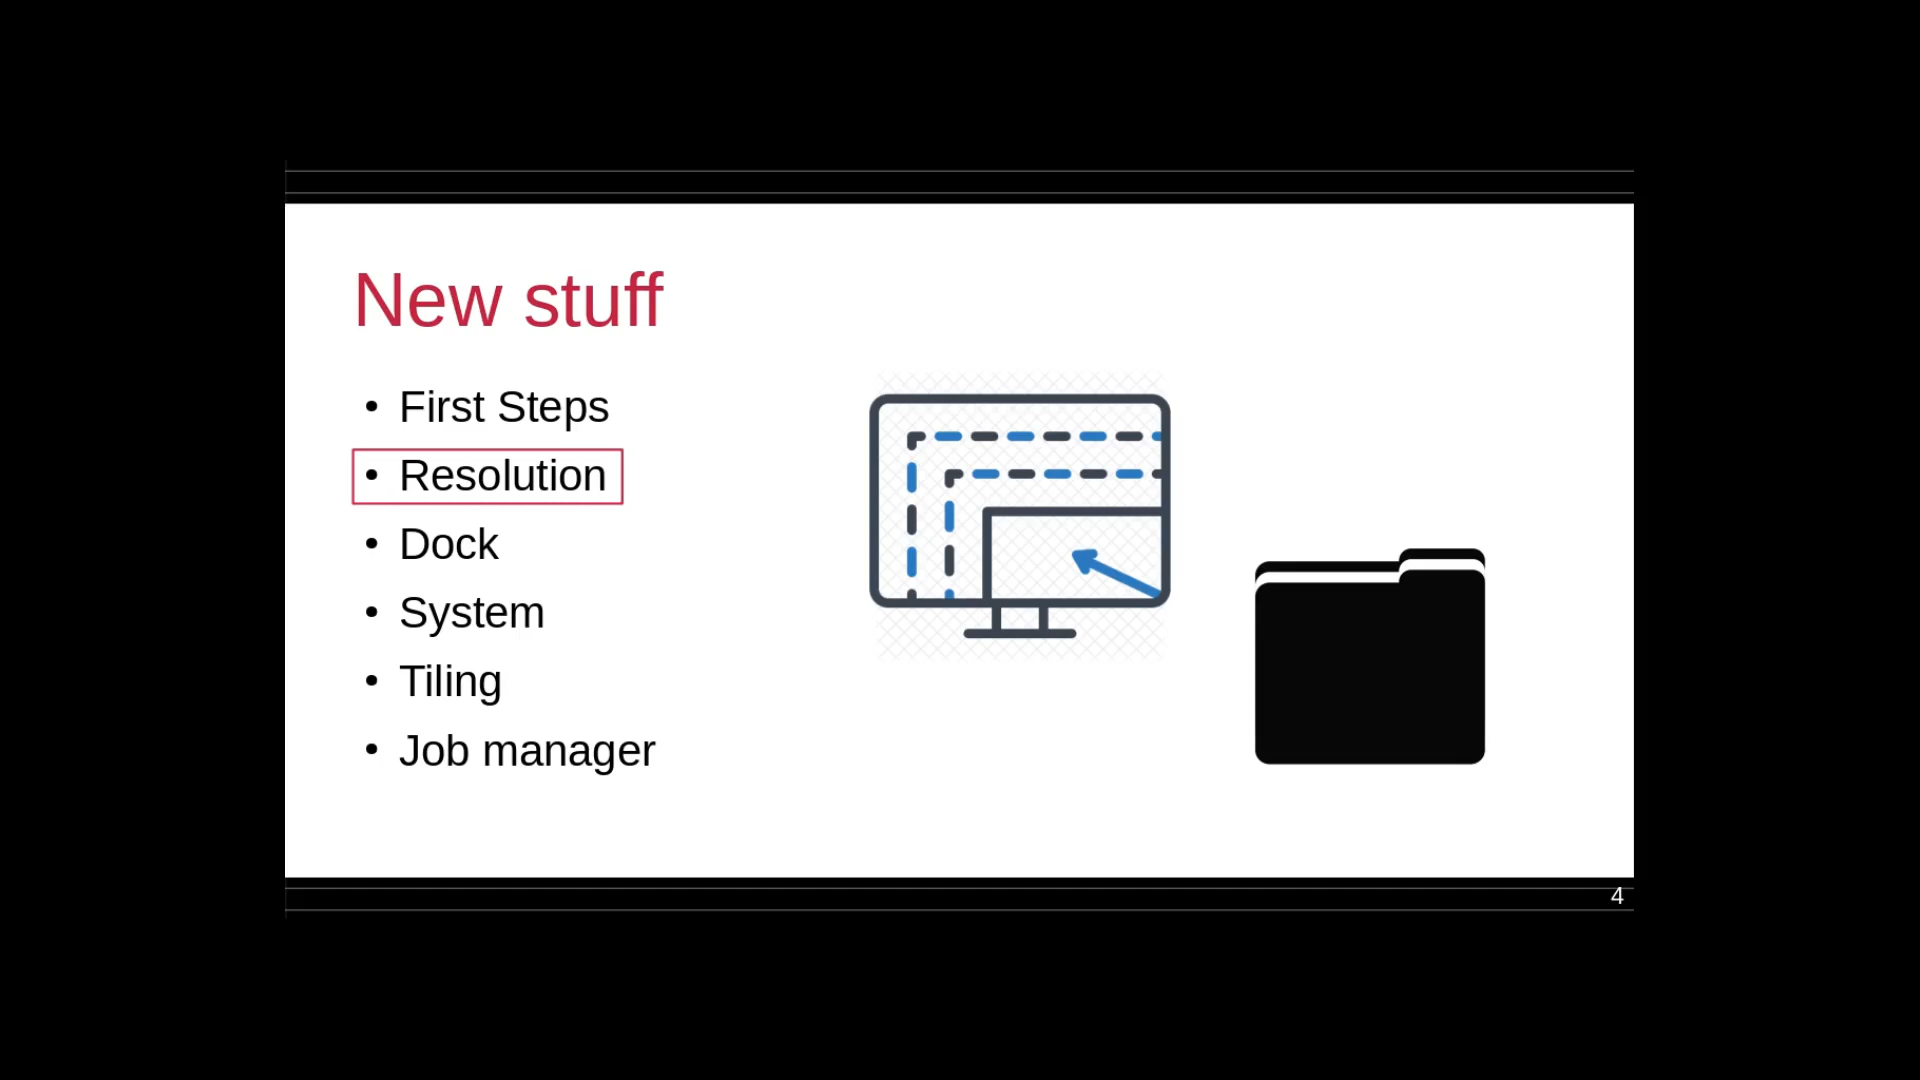 New stuff
• First Steps
• Resolution
• Dock
• System
• Tiling
• Job manager
4